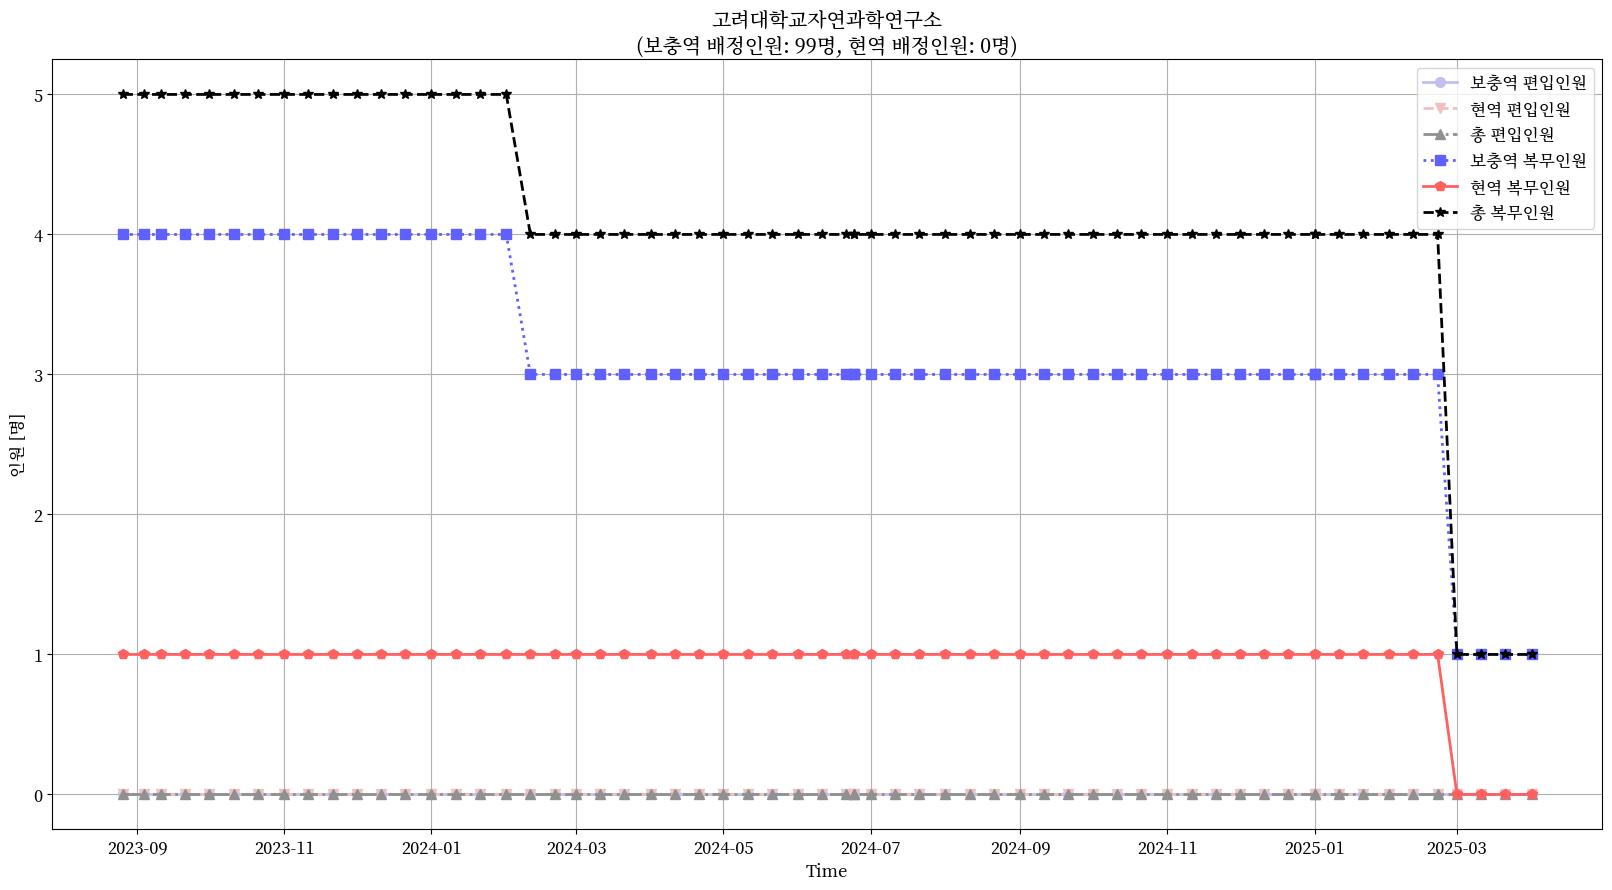 고려대학교자연과학연구소
(보충역 배정인원: 99명, 현역 배정인원: 0명)
보충역 편입인원
현역 편입인원
총 편입인원
보충역 복무인원
현역 복무인원
총 복무인원
인원 [명]
5
4
3
2
1
0
2023-09
2023-11
2024-01
2024-03
2024-05
2024-07
2024-09
2024-11
2025-01
2025-03
Time